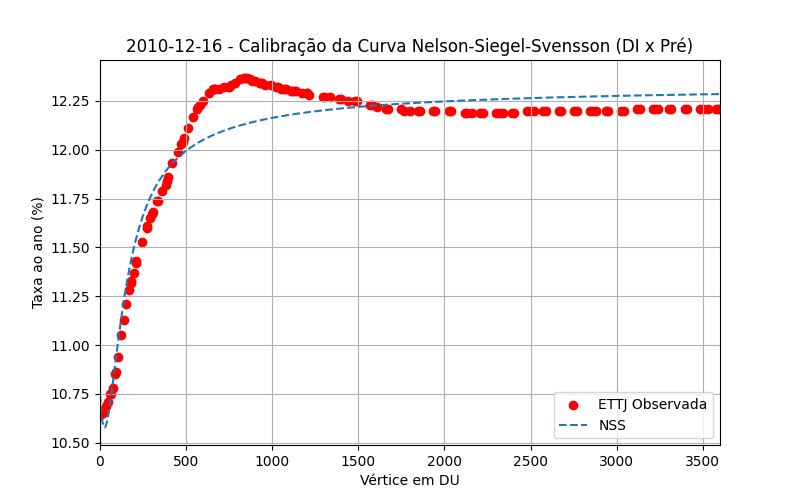 2010-12-16 - Calibração da Curva Nelson-Siegel-Svensson (DI x Pré)
Taxa ao ano (%)
12.25
12.00
11.75
11.50
11.25
11.00
10.75
10.50
ETTJ Observada
NSS
0 500 1000 1500 2000 2500 3000 3500
Vértice em DU